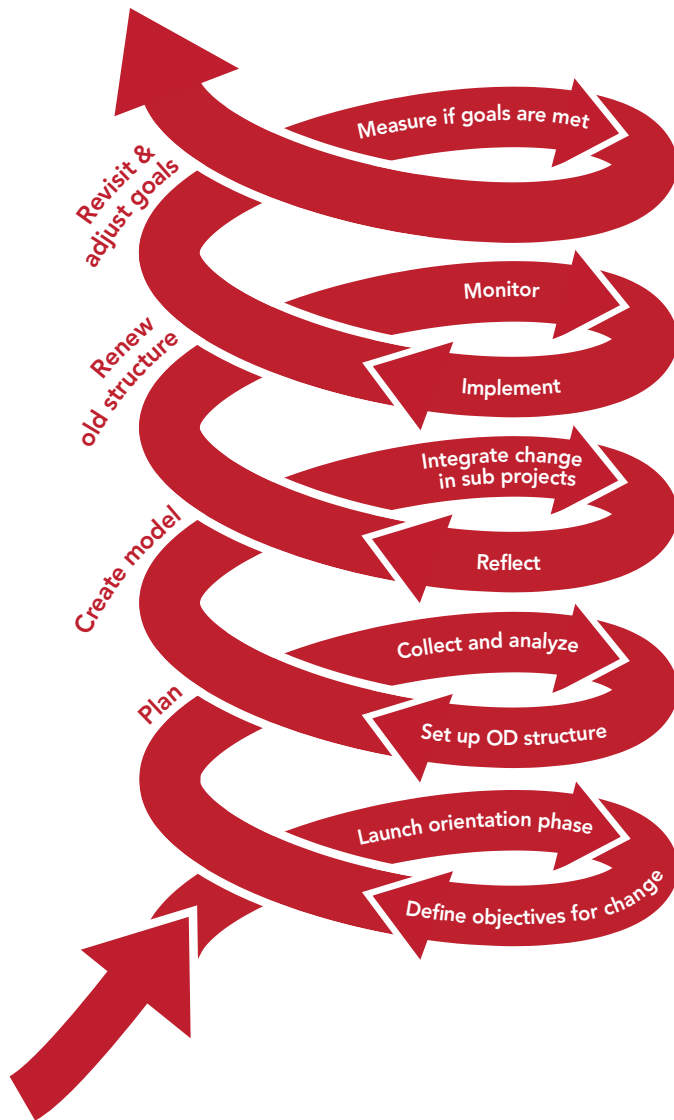 Measure if goals are met
Revisit &
adjust goals
Monitor
Implement
Renew
old structure
Integrate change
in sub projects
Reflect
Create model
Collect and analyze
Set up OD structure
Plan
Launch orientation phase
Define objectives for change